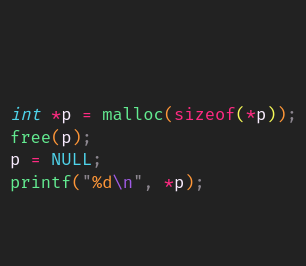 int *p = malloc(sizeof(*p));
free(p);
p = NULL;
printf("%d\n", *p);